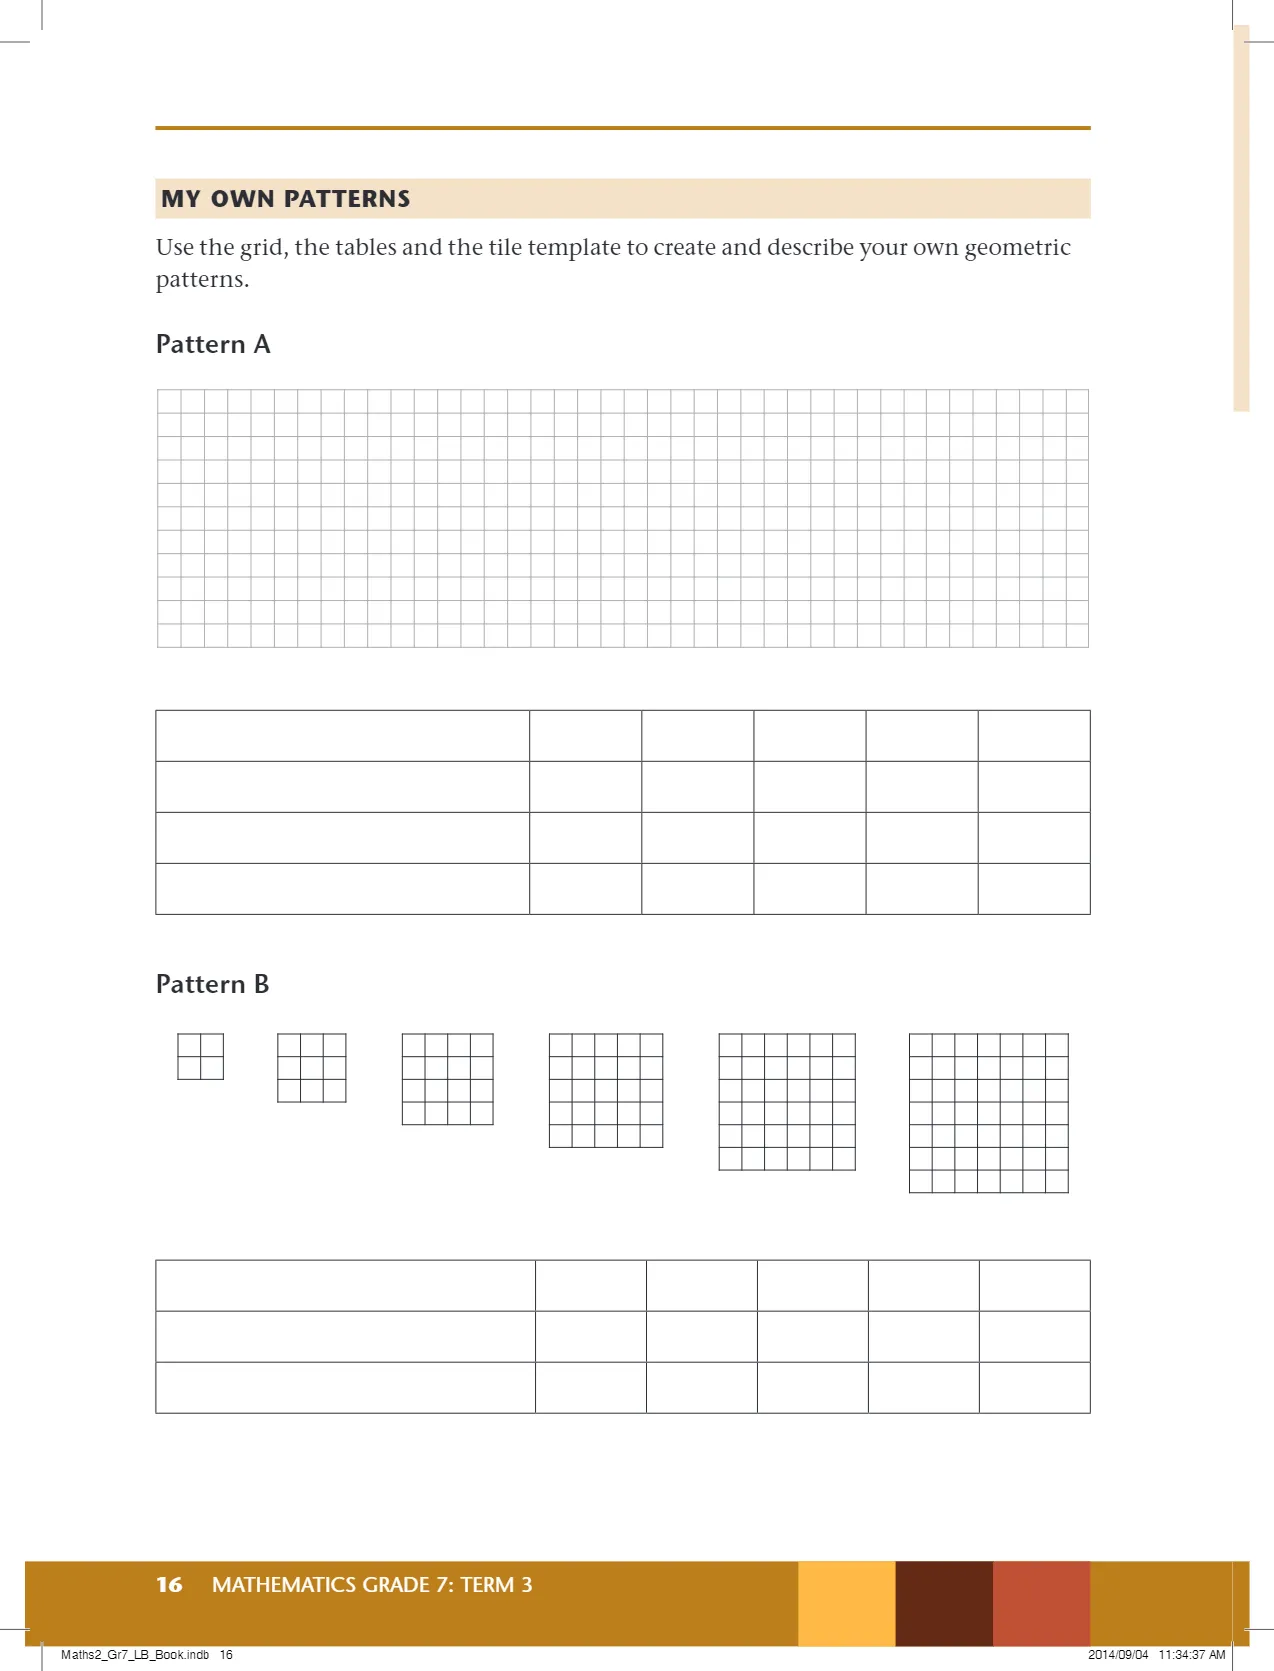 MY OWN PATTERNS
Use the grid, the tables and the tile template to create and describe your own geometric
patterns.
Pattern A
Pattern B
16 MATHEMATICS GRADE 7: TERM 3
Maths2_Gr7_LB_Book.indb 16 2014/09/04 11:34:37 AM